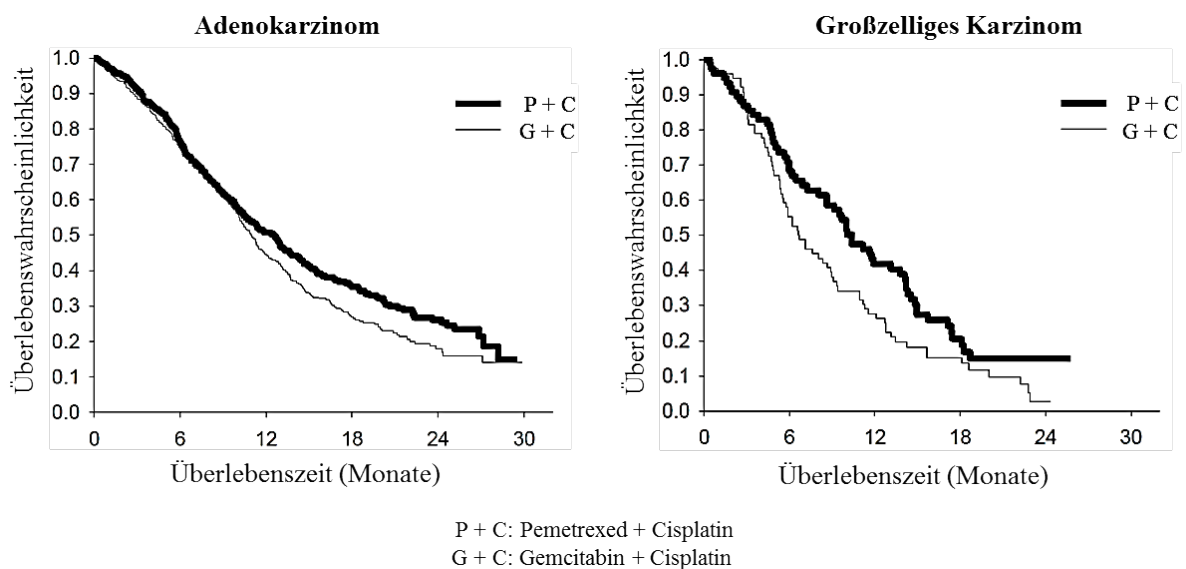 Adenokarzinom
Überlebenswahrscheinlichkeit
1.0
0.9
0.8
0.7
0.6
0.5
0.4
0.3
0.2
0.1
0.0
P + C
G + C
0 6 12 18 24 30
Überlebenszeit (Monate)
Großzelliges Karzinom
Überlebenswahrscheinlichkeit
1.0
0.9
0.8
0.7
0.6
0.5
0.4
0.3
0.2
0.1
0.0
P + C
G + C
0 6 12 18 24 30
Überlebenszeit (Monate)
P + C: Pemetrexed + Cisplatin
G + C: Gemcitabin + Cisplatin